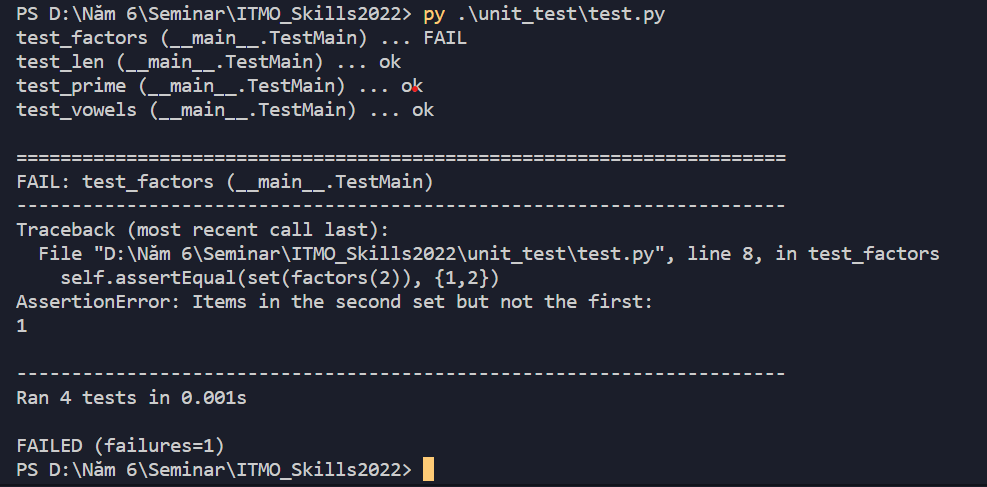 PS D:\Năm 6\Seminar\ITMO_Skills2022> py .\unit_test\test.py
test_factors (__main__.TestMain) ... FAIL
test_len (__main__.TestMain) ... ok
test_prime (__main__.TestMain) ... ok
test_vowels (__main__.TestMain) ... ok
======================================================================
FAIL: test_factors (__main__.TestMain)
----------------------------------------------------------------------
Traceback (most recent call last):
  File "D:\Năm 6\Seminar\ITMO_Skills2022\unit_test\test.py", line 8, in test_factors
    self.assertEqual(set(factors(2)), {1,2})
AssertionError: Items in the second set but not the first:
1
----------------------------------------------------------------------
Ran 4 tests in 0.001s
FAILED (failures=1)
PS D:\Năm 6\Seminar\ITMO_Skills2022>